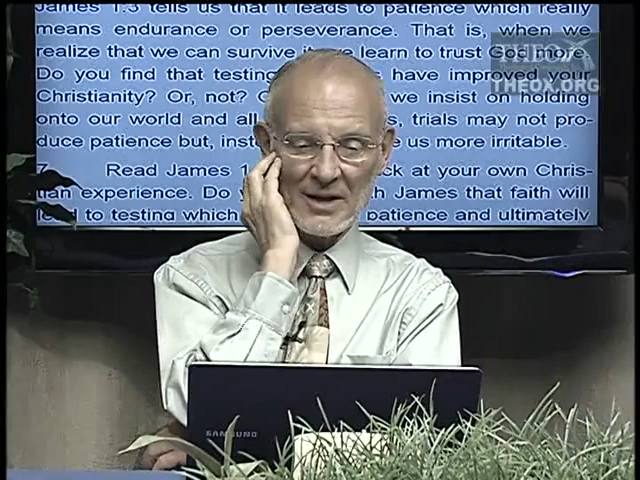 James 1:3 tells us that it leads to patience which really
means endurance or perseverance. That is, when we
realize that we can survive it we learn to trust God more.
Do you find that testing have improved your
Christianity? Or, not? we insist on holding
onto our world and all trials may not pro-
duce patience but, us more irritable.
7. Read James 1 at your own Chris-
tian experience. Do James that faith will
lead to testing which patience and ultimately
THEOX
THEOX.ORG
SAMSUNG